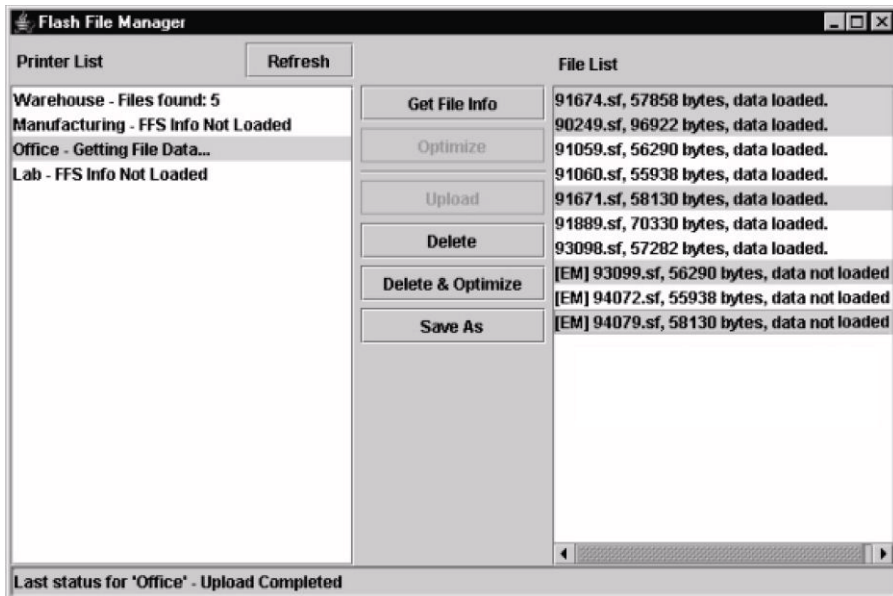 Flash File Manager
Printer List
Refresh
File List
Warehouse - Files found: 5
Manufacturing - FFS Info Not Loaded
Office - Getting File Data...
Lab - FFS Info Not Loaded
Get File Info
Optimize
Upload
Delete
Delete & Optimize
Save As
91674.sf, 57858 bytes, data loaded.
90249.sf, 96922 bytes, data loaded.
91059.sf, 56290 bytes, data loaded.
91060.sf, 55938 bytes, data loaded.
91671.sf, 58130 bytes, data loaded.
91889.sf, 70330 bytes, data loaded.
93098.sf, 57282 bytes, data loaded.
[EM] 93099.sf, 56290 bytes, data not loaded
[EM] 94072.sf, 55938 bytes, data not loaded
[EM] 94079.sf, 58130 bytes, data not loaded
Last status for 'Office' - Upload Completed